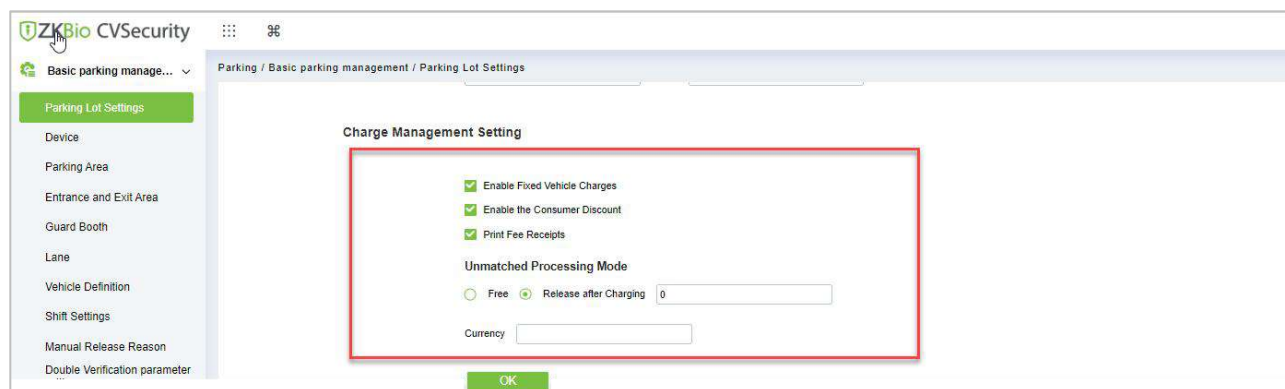 ZKBio CVSecurity
Basic parking manage...
Parking / Basic parking management / Parking Lot Settings
Parking Lot Settings
Device
Parking Area
Entrance and Exit Area
Guard Booth
Lane
Vehicle Definition
Shift Settings
Manual Release Reason
Double Verification parameter
Charge Management Setting
Enable Fixed Vehicle Charges
Enable the Consumer Discount
Print Fee Receipts
Unmatched Processing Mode
Free Release after Charging 0
Currency
OK